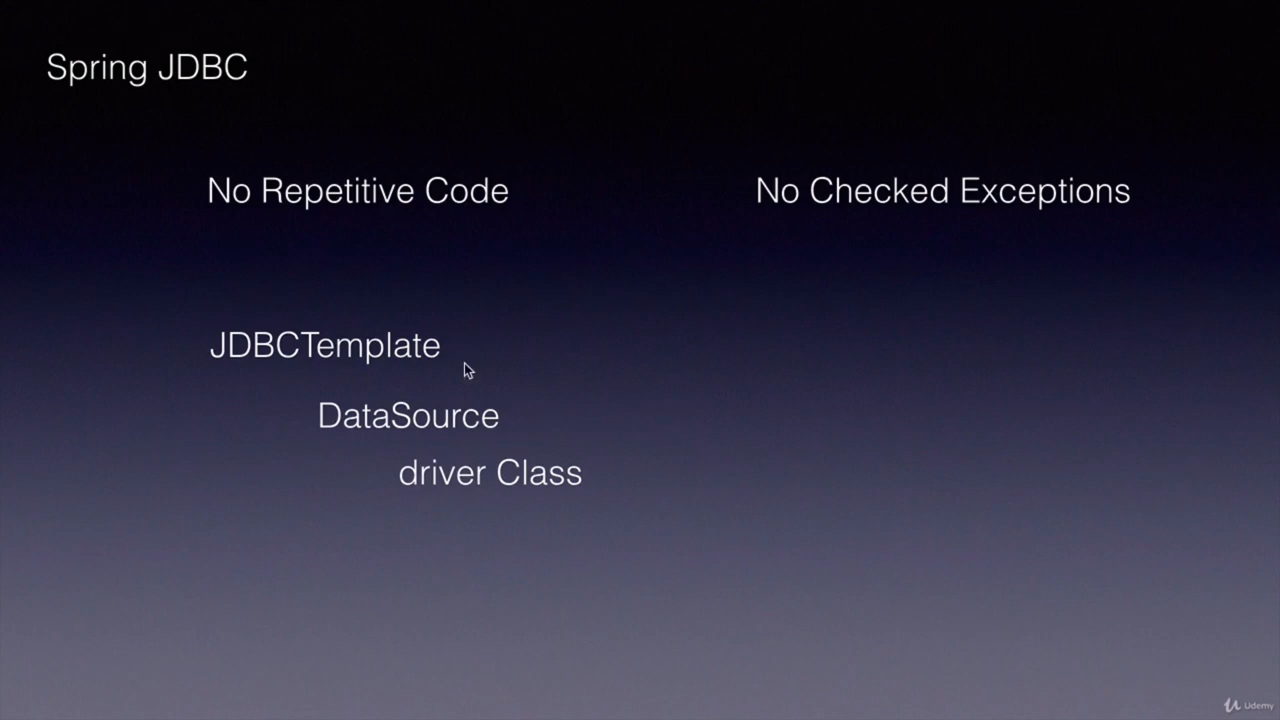 Spring JDBC
No Repetitive Code
No Checked Exceptions
JDBCTemplate
DataSource
driver Class
Udemy